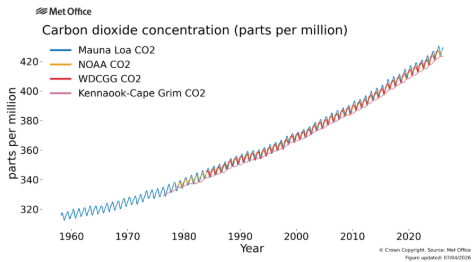 Met Office
Carbon dioxide concentration (parts per million)
Mauna Loa CO2
NOAA CO2
WDCGG CO2
Kennaook-Cape Grim CO2
parts per million
420
400
380
360
340
320
1960 1970 1980 1990 2000 2010 2020
Year
© Crown Copyright. Source: Met Office
Figure updated: 07/04/2026